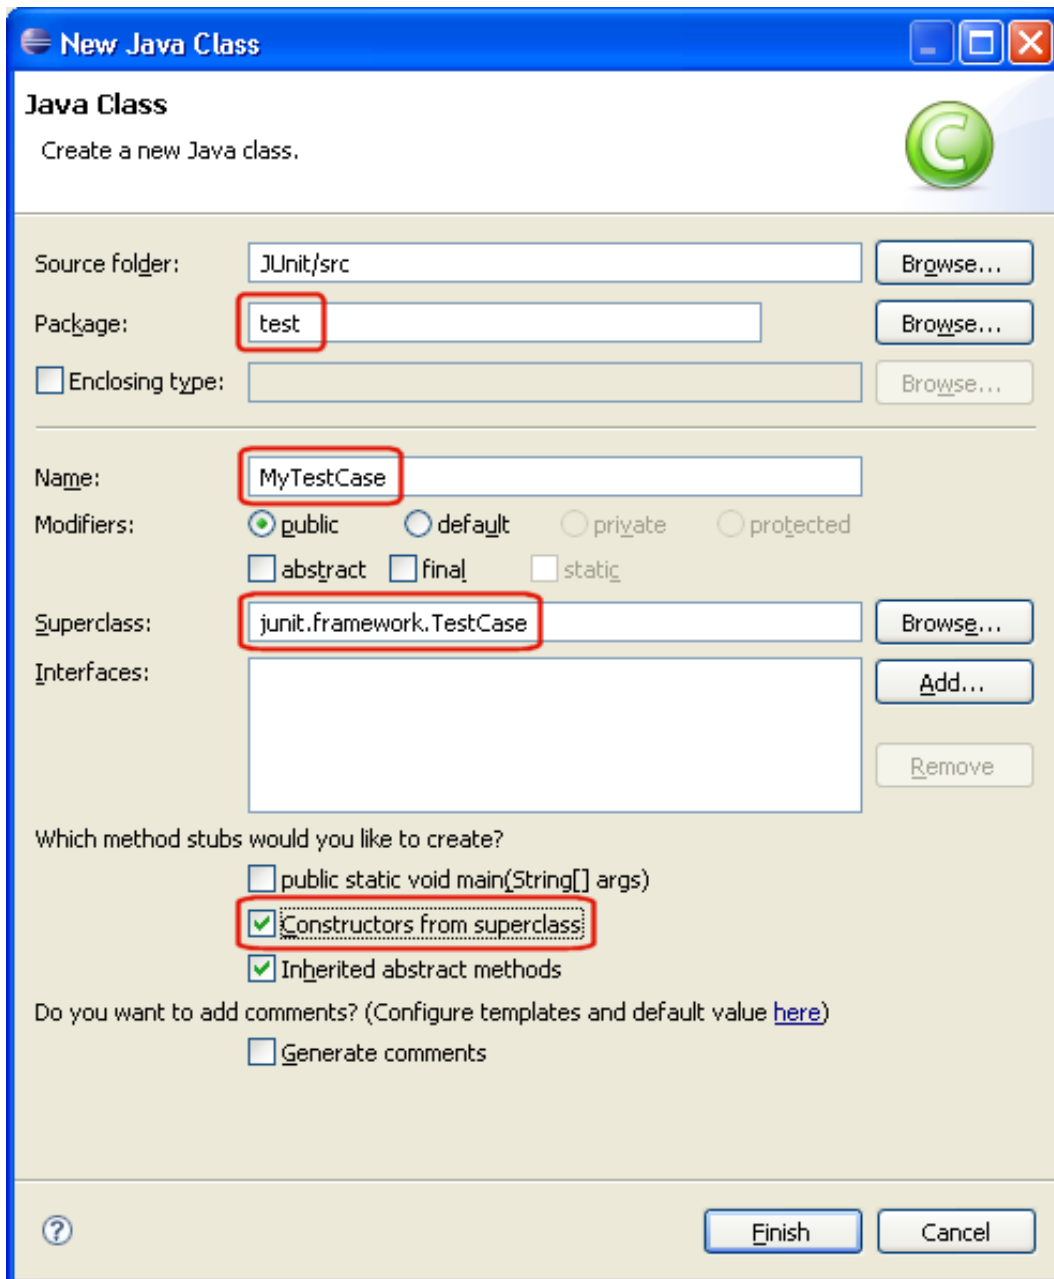 New Java Class
Java Class
Create a new Java class.
C
Source folder: JUnit/src Browse...
Package: test Browse...
Enclosing type: Browse...
Name: MyTestCase
Modifiers: public default private protected
abstract final static
Superclass: junit.framework.TestCase Browse...
Interfaces: Add...
Remove
Which method stubs would you like to create?
public static void main(String[] args)
Constructors from superclass
Inherited abstract methods
Do you want to add comments? (Configure templates and default value here)
Generate comments
? Finish Cancel